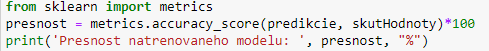 from sklearn import metrics
presnost = metrics.accuracy_score(predikcie, skutHodnoty)*100
print('Presnost natrenovaneho modelu: ', presnost, "%")